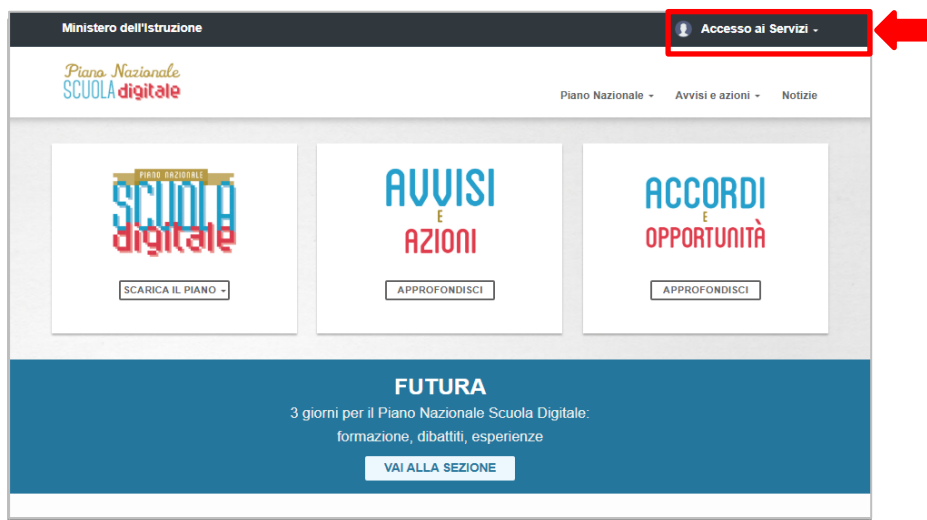 Ministero dell'Istruzione
Accesso ai Servizi
Piano Nazionale
SCUOLA digitale
Piano Nazionale
Avvisi e azioni
Notizie
PIANO NAZIONALE
SCUOLA
digitale
SCARICA IL PIANO
AVVISI
E
AZIONI
APPROFONDISCI
ACCORDI
E
OPPORTUNITÀ
APPROFONDISCI
FUTURA
3 giorni per il Piano Nazionale Scuola Digitale:
formazione, dibattiti, esperienze
VAI ALLA SEZIONE